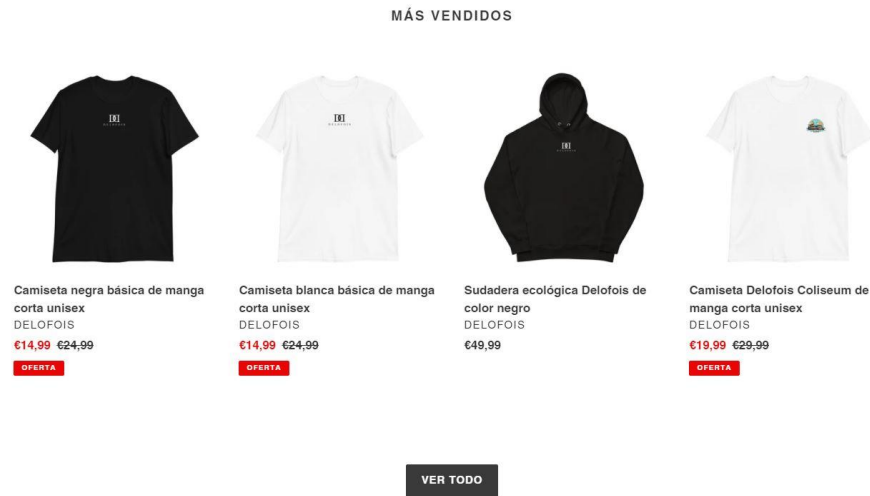 MÁS VENDIDOS
Camiseta negra básica de manga
corta unisex
DELOFOIS
€14,99 €24,99
OFERTA
Camiseta blanca básica de manga
corta unisex
DELOFOIS
€14,99 €24,99
OFERTA
Sudadera ecológica Delofois de
color negro
DELOFOIS
€49,99
Camiseta Delofois Coliseum de
manga corta unisex
DELOFOIS
€19,99 €29,99
OFERTA
VER TODO